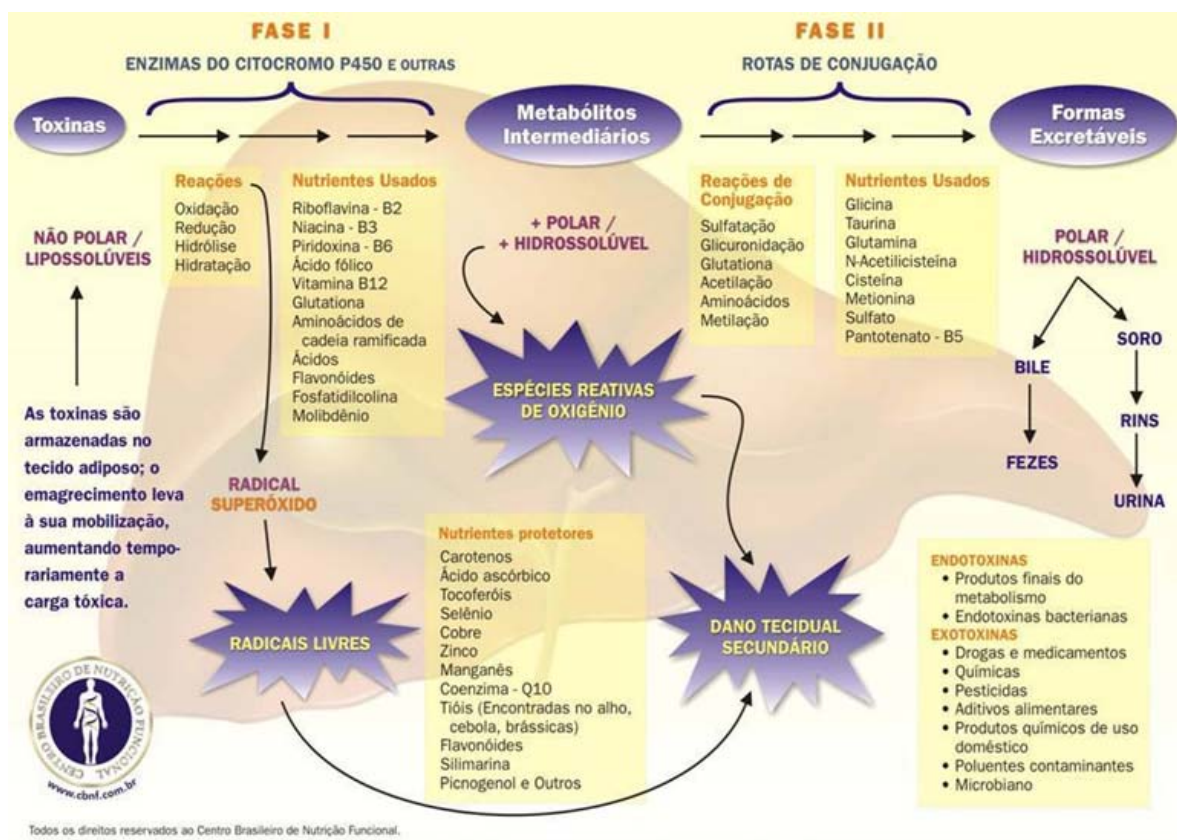 FASE I
ENZIMAS DO CITOCROMO P450 E OUTRAS
FASE II
ROTAS DE CONJUGAÇÃO
Toxinas
Metabólitos
Intermediários
Formas
Excretáveis
NÃO POLAR /
LIPOSSOLÚVEIS
As toxinas são
armazenadas no
tecido adiposo; o
emagrecimento leva
à sua mobilização,
aumentando tempo-
rariamente a
carga tóxica.
Reações
Oxidação
Redução
Hidrólise
Hidratação
Nutrientes Usados
Riboflavina - B2
Niacina - B3
Piridoxina - B6
Ácido fólico
Vitamina B12
Glutationa
Aminoácidos de
cadeia ramificada
Ácidos
Flavonóides
Fosfatidilcolina
Molibdênio
+ POLAR /
+ HIDROSSOLÚVEL
Reações de
Conjugação
Sulfatação
Glicuronidação
Glutationa
Acetilação
Aminoácidos
Metilação
Nutrientes Usados
Glicina
Taurina
Glutamina
N-Acetilicisteína
Cisteína
Metionina
Sulfato
Pantotenato - B5
POLAR /
HIDROSSOLÚVEL
BILE
FEZES
SORO
RINS
URINA
ESPÉCIES REATIVAS
DE OXIGÊNIO
RADICAL
SUPERÓXIDO
RADICAIS LIVRES
Nutrientes protetores
Carotenos
Ácido ascórbico
Tocoferóis
Selênio
Cobre
Zinco
Manganês
Coenzima - Q10
Tióis (Encontradas no alho,
cebola, brássicas)
Flavonóides
Silimarina
Picnogenol e Outros
DANO TECIDUAL
SECUNDÁRIO
ENDOTOXINAS
• Produtos finais do
metabolismo
• Endotoxinas bacterianas
EXOTOXINAS
• Drogas e medicamentos
• Químicas
• Pesticidas
• Aditivos alimentares
• Produtos químicos de uso
doméstico
• Poluentes contaminantes
• Microbiano
CENTRO BRASILEIRO DE NUTRIÇÃO FUNCIONAL
www.cbnf.com.br
Todos os direitos reservados ao Centro Brasileiro de Nutrição Funcional.